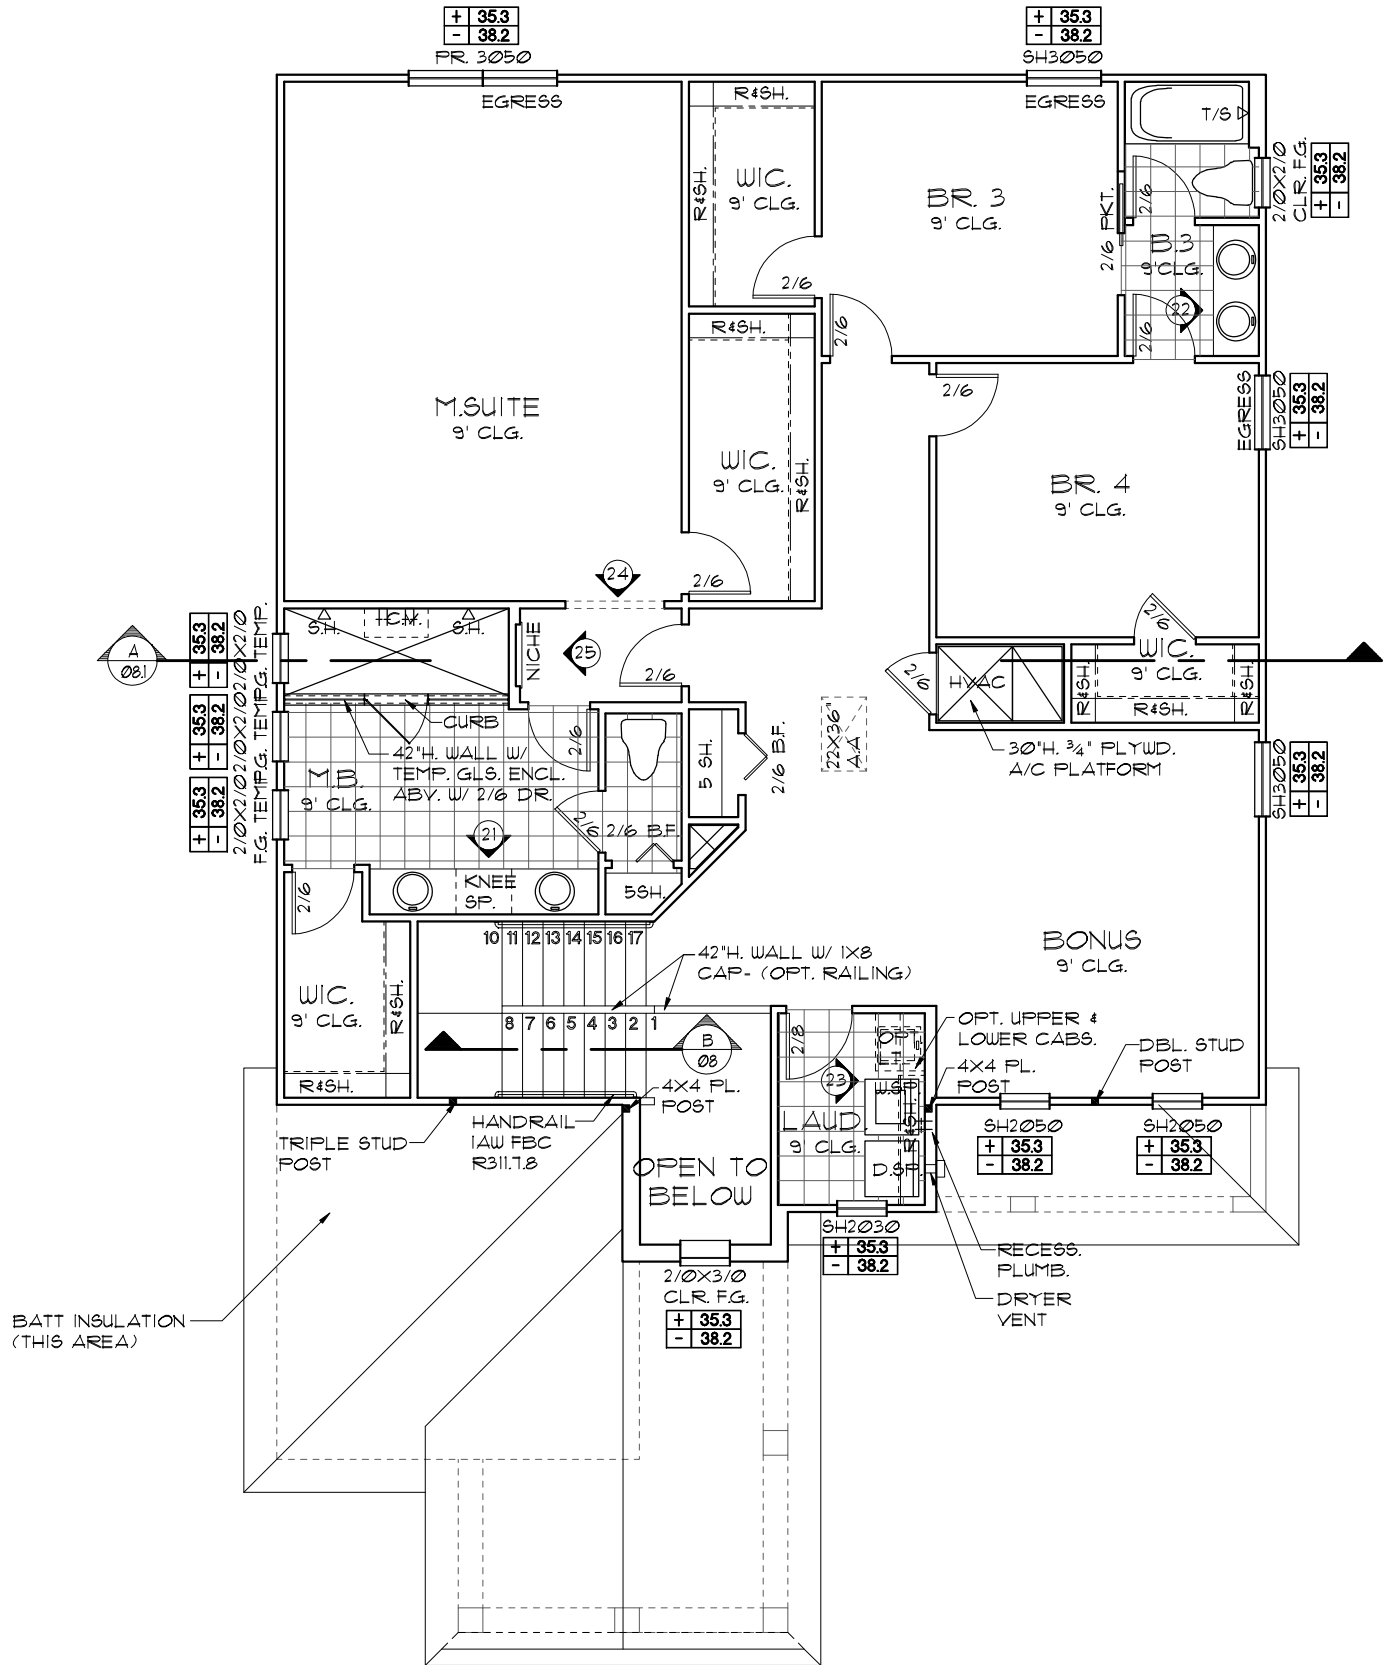 + 35.3
- 38.2
PR. 3050
EGRESS
+ 35.3
- 38.2
SH3050
EGRESS
R&SH.
R&SH.
WIC.
9' CLG.
2/6
BR. 3
9' CLG.
2/6
2/6 PKT.
T/S
2/6
2/0X2/0
CLR. F.G.
+ 35.3
- 38.2
B.3
9' CLG.
22
2/6
M.SUITE
9' CLG.
R&SH.
WIC.
9' CLG.
R&SH.
2/6
2/6
BR. 4
9' CLG.
EGRESS
SH3050
+ 35.3
- 38.2
24
25
NICHE
2/6
S.H.
S.H.
A
08.1
+ 35.3
- 38.2
+ 35.3
- 38.2
+ 35.3
- 38.2
2/0X2/0
2/0X2/0
2/0X2/0
F.G. TEMP.
F.G. TEMP.
F.G. TEMP.
CURB
42"H. WALL W/
TEMP. GLS. ENCL.
ABV. W/ 2/6 DR.
M.B.
9' CLG.
2/6
2/6
2/6 B.F.
21
KNEE
SP.
5SH.
5 SH.
2/6 B.F.
22X36"
A.A
2/6
HVAC
30"H. ¾" PLYWD.
A/C PLATFORM
2/6
WIC.
9' CLG.
R&SH.
R&SH.
R&SH.
SH3050
+ 35.3
- 38.2
2/6
WIC.
9' CLG.
R&SH.
R&SH.
10 11 12 13 14 15 16 17
8 7 6 5 4 3 2 1
42"H. WALL W/ 1X8
CAP- (OPT. RAILING)
BONUS
9' CLG.
B
08
2/8
OPT.
OPT. UPPER &
LOWER CABS.
4X4 PL.
POST
DBL. STUD
POST
4X4 PL.
POST
23
R&SH.
LAUD.
9' CLG.
D.SP.
TRIPLE STUD
POST
HANDRAIL
IAW FBC
R311.7.8
OPEN TO
BELOW
SH2050
+ 35.3
- 38.2
SH2050
+ 35.3
- 38.2
SH2030
+ 35.3
- 38.2
2/0X3/0
CLR. F.G.
+ 35.3
- 38.2
RECESS.
PLUMB.
DRYER
VENT
BATT INSULATION
(THIS AREA)